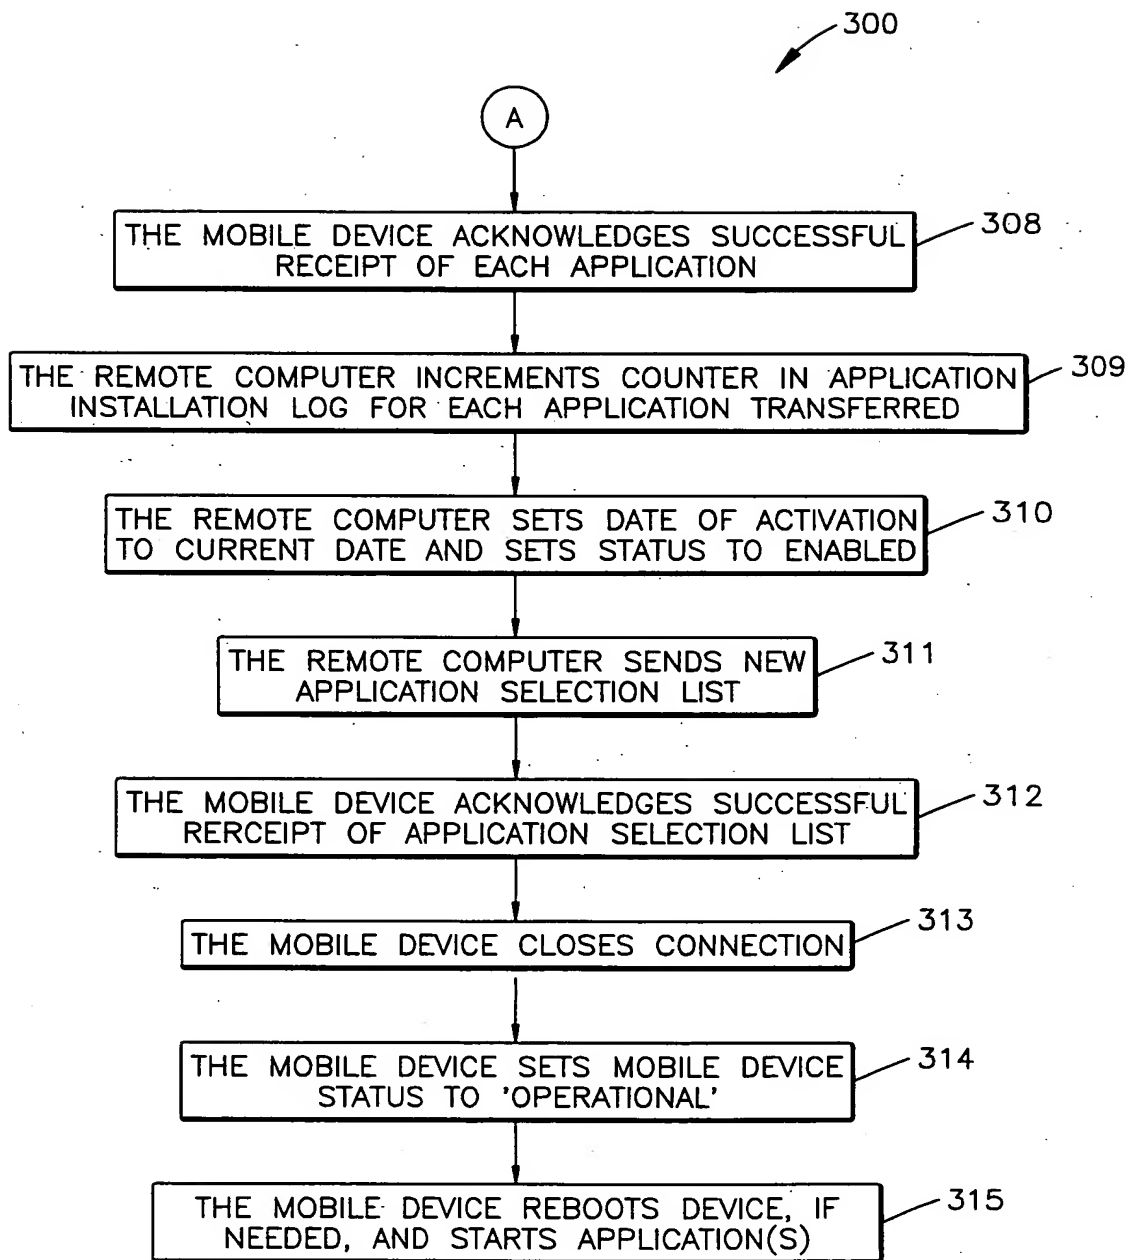 300
A
THE MOBILE DEVICE ACKNOWLEDGES SUCCESSFUL
RECEIPT OF EACH APPLICATION
308
THE REMOTE COMPUTER INCREMENTS COUNTER IN APPLICATION
INSTALLATION LOG FOR EACH APPLICATION TRANSFERRED
309
THE REMOTE COMPUTER SETS DATE OF ACTIVATION
TO CURRENT DATE AND SETS STATUS TO ENABLED
310
THE REMOTE COMPUTER SENDS NEW
APPLICATION SELECTION LIST
311
THE MOBILE DEVICE ACKNOWLEDGES SUCCESSFUL
RERCEIPT OF APPLICATION SELECTION LIST
312
THE MOBILE DEVICE CLOSES CONNECTION
313
THE MOBILE DEVICE SETS MOBILE DEVICE
STATUS TO 'OPERATIONAL'
314
THE MOBILE DEVICE REBOOTS DEVICE, IF
NEEDED, AND STARTS APPLICATION(S)
315